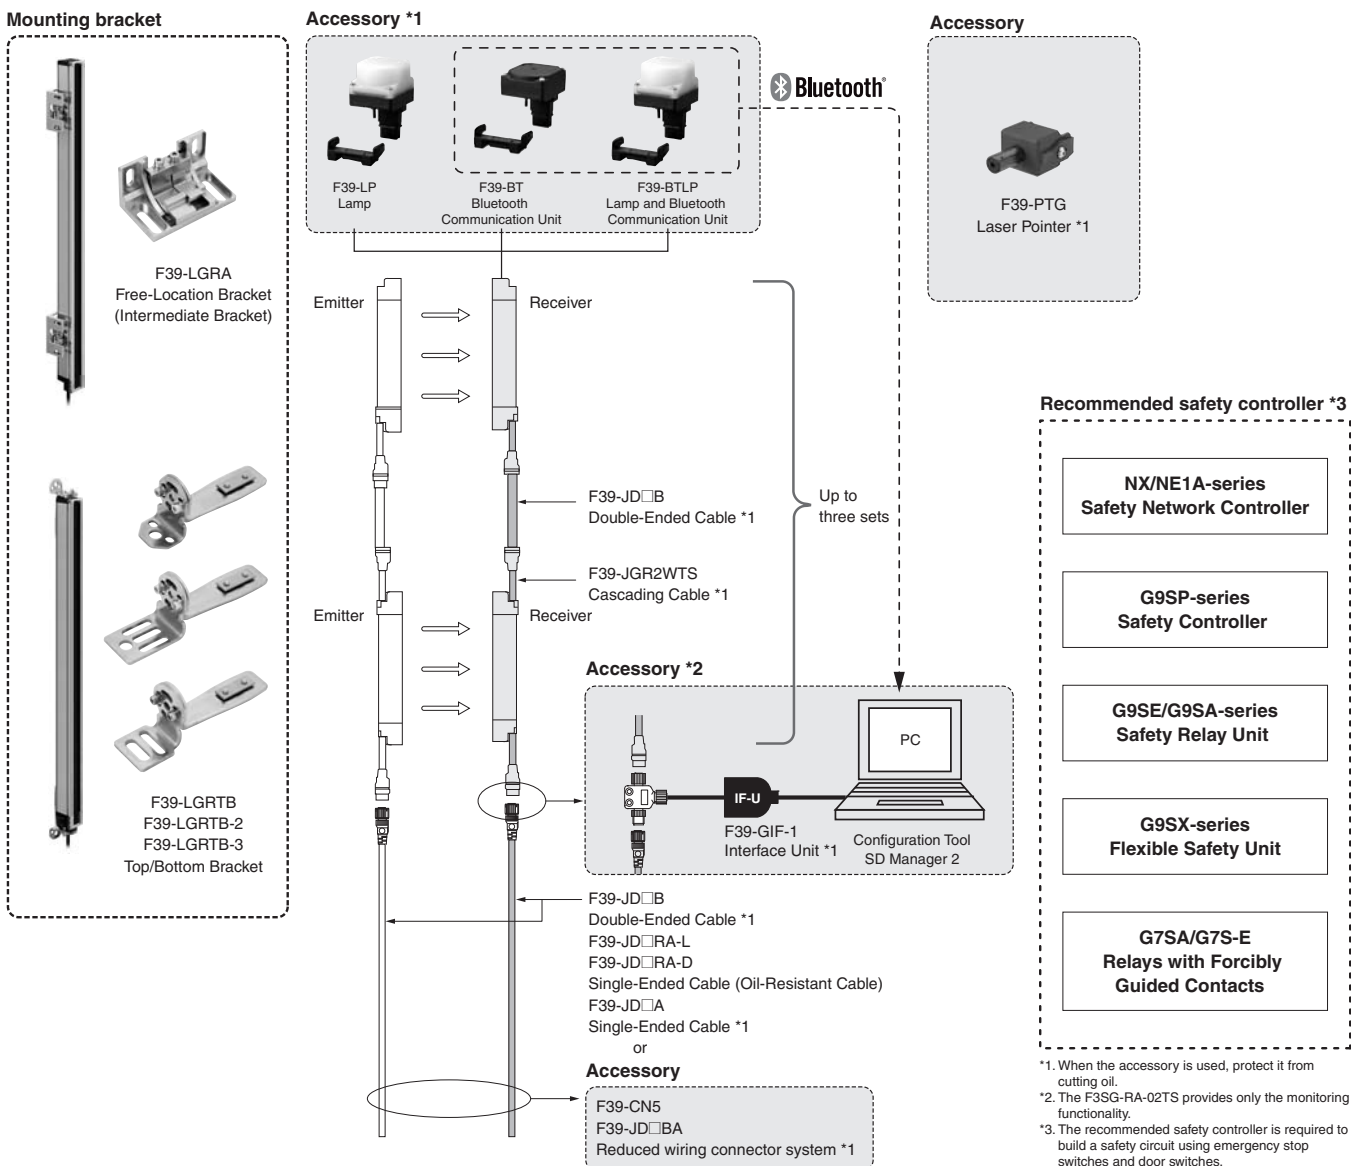 Mounting bracket
F39-LGRA
Free-Location Bracket
(Intermediate Bracket)
F39-LGRTB
F39-LGRTB-2
F39-LGRTB-3
Top/Bottom Bracket
Accessory *1
F39-LP
Lamp
F39-BT
Bluetooth
Communication Unit
F39-BTLP
Lamp and Bluetooth
Communication Unit
Bluetooth®
Accessory
F39-PTG
Laser Pointer *1
Emitter
Receiver
F39-JD□B
Double-Ended Cable *1
Up to
three sets
F39-JGR2WTS
Cascading Cable *1
Emitter
Receiver
Accessory *2
PC
IF-U
F39-GIF-1
Interface Unit *1
Configuration Tool
SD Manager 2
F39-JD□B
Double-Ended Cable *1
F39-JD□RA-L
F39-JD□RA-D
Single-Ended Cable (Oil-Resistant Cable)
F39-JD□A
Single-Ended Cable *1
or
Accessory
F39-CN5
F39-JD□BA
Reduced wiring connector system *1
Recommended safety controller *3
NX/NE1A-series
Safety Network Controller
G9SP-series
Safety Controller
G9SE/G9SA-series
Safety Relay Unit
G9SX-series
Flexible Safety Unit
G7SA/G7S-E
Relays with Forcibly
Guided Contacts
*1. When the accessory is used, protect it from
cutting oil.
*2. The F3SG-RA-02TS provides only the monitoring
functionality.
*3. The recommended safety controller is required to
build a safety circuit using emergency stop
switches and door switches.